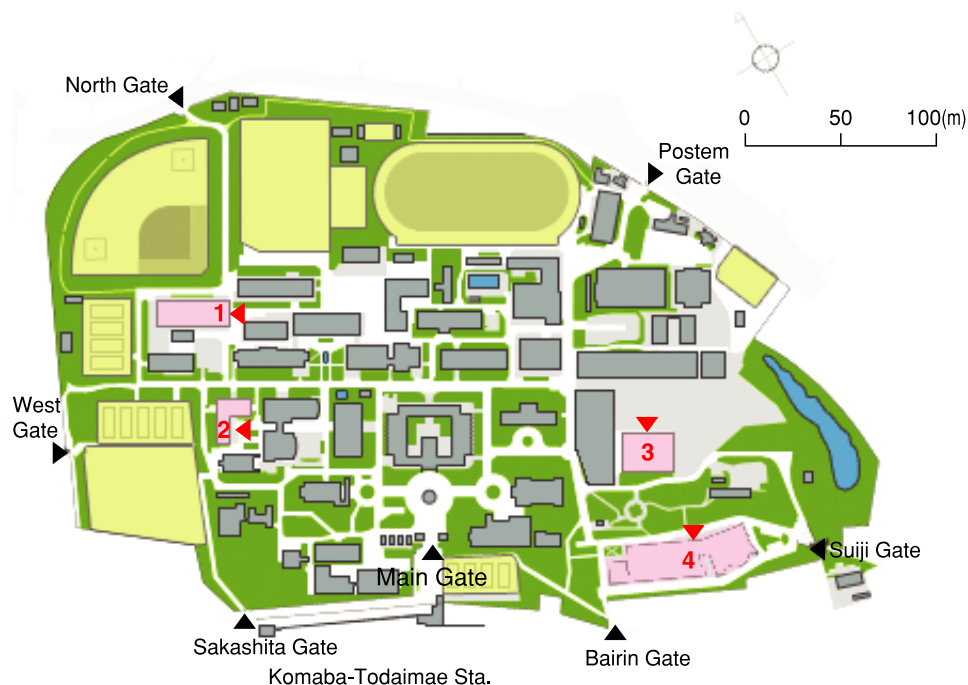 North Gate
0 50 100(m)
Postem
Gate
1
West
Gate
2
3
4
Suiji Gate
Main Gate
Sakashita Gate
Bairin Gate
Komaba-Todaimae Sta.